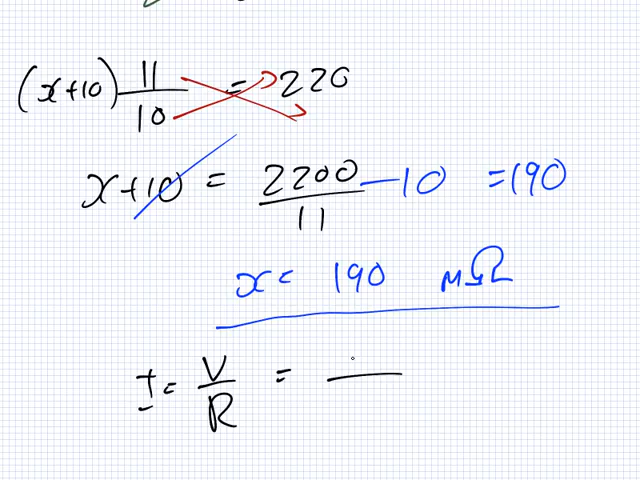 (x+10) 11/10 = 220
x+10 = 2200/11 - 10 = 190
x = 190 MΩ
I = V/R =